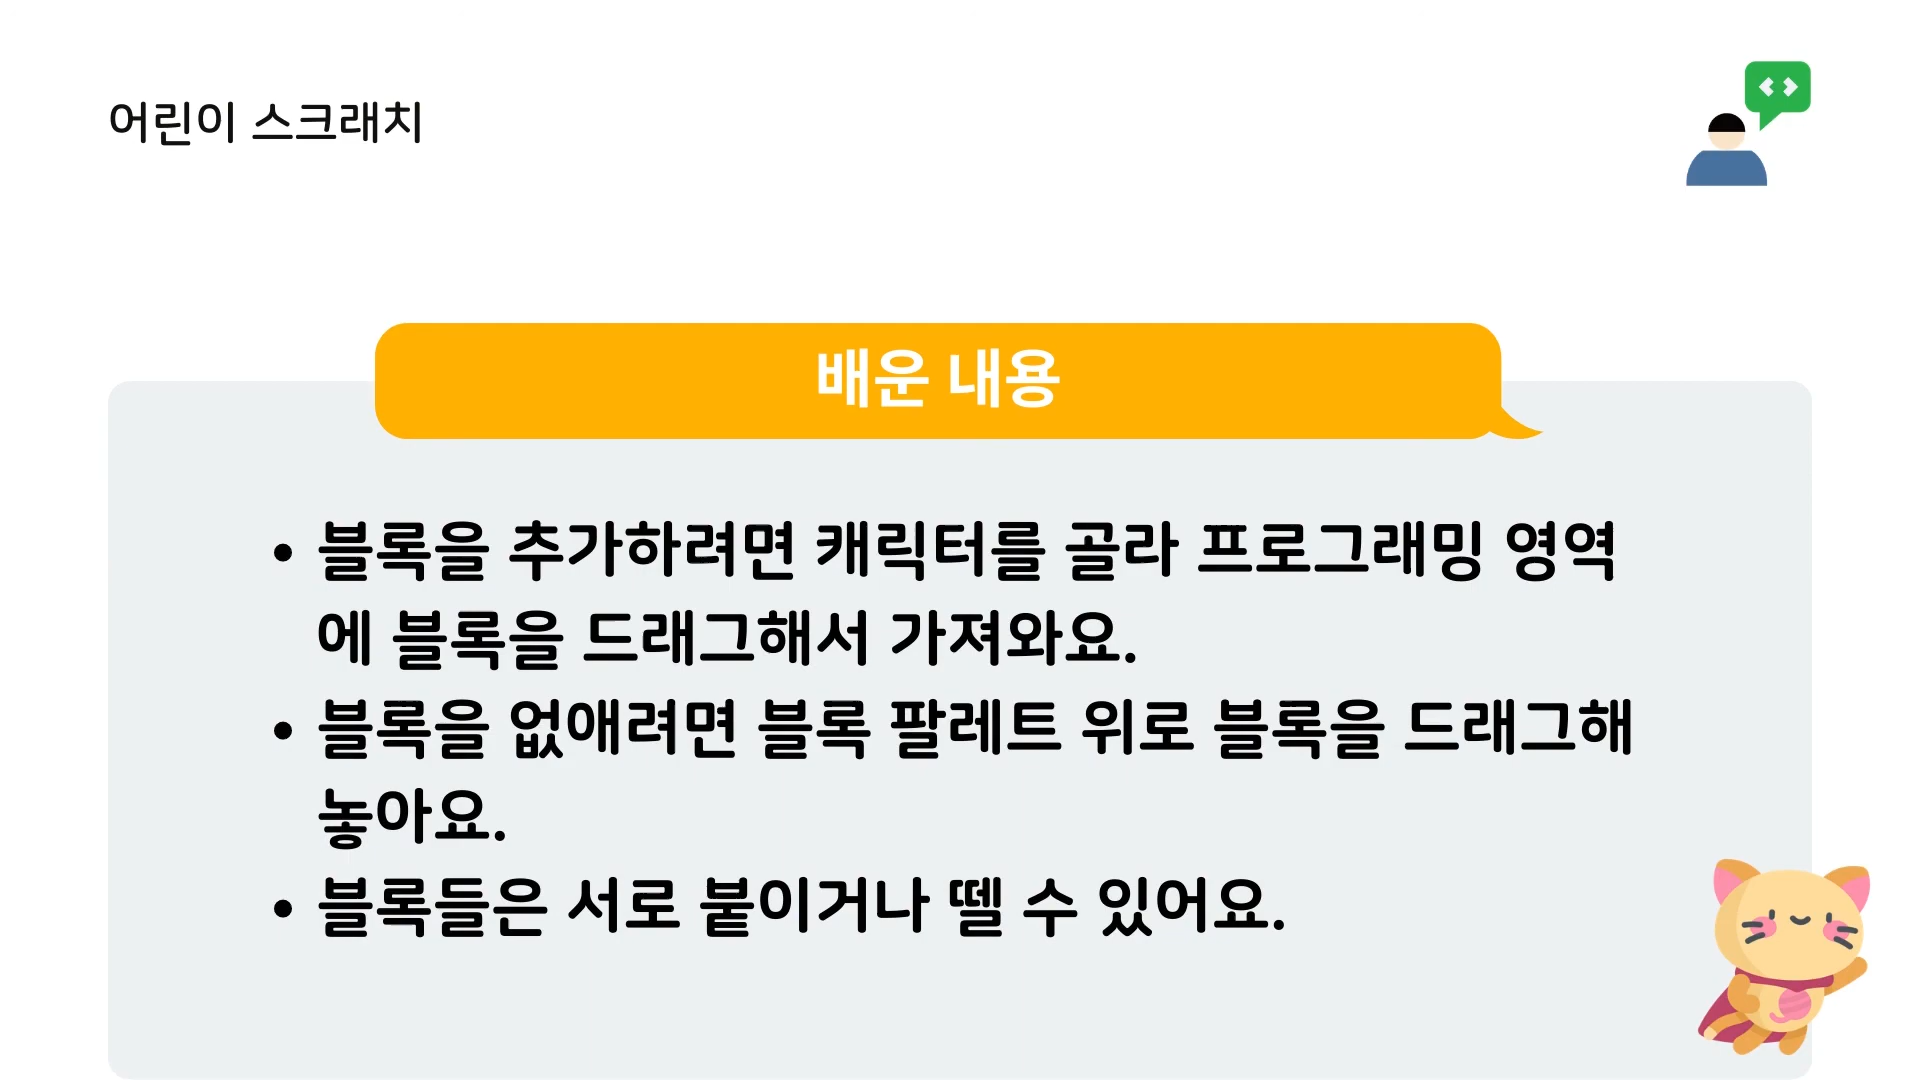 어린이 스크래치
배운 내용
• 블록을 추가하려면 캐릭터를 골라 프로그래밍 영역
에 블록을 드래그해서 가져와요.
• 블록을 없애려면 블록 팔레트 위로 블록을 드래그해
놓아요.
• 블록들은 서로 붙이거나 뗄 수 있어요.